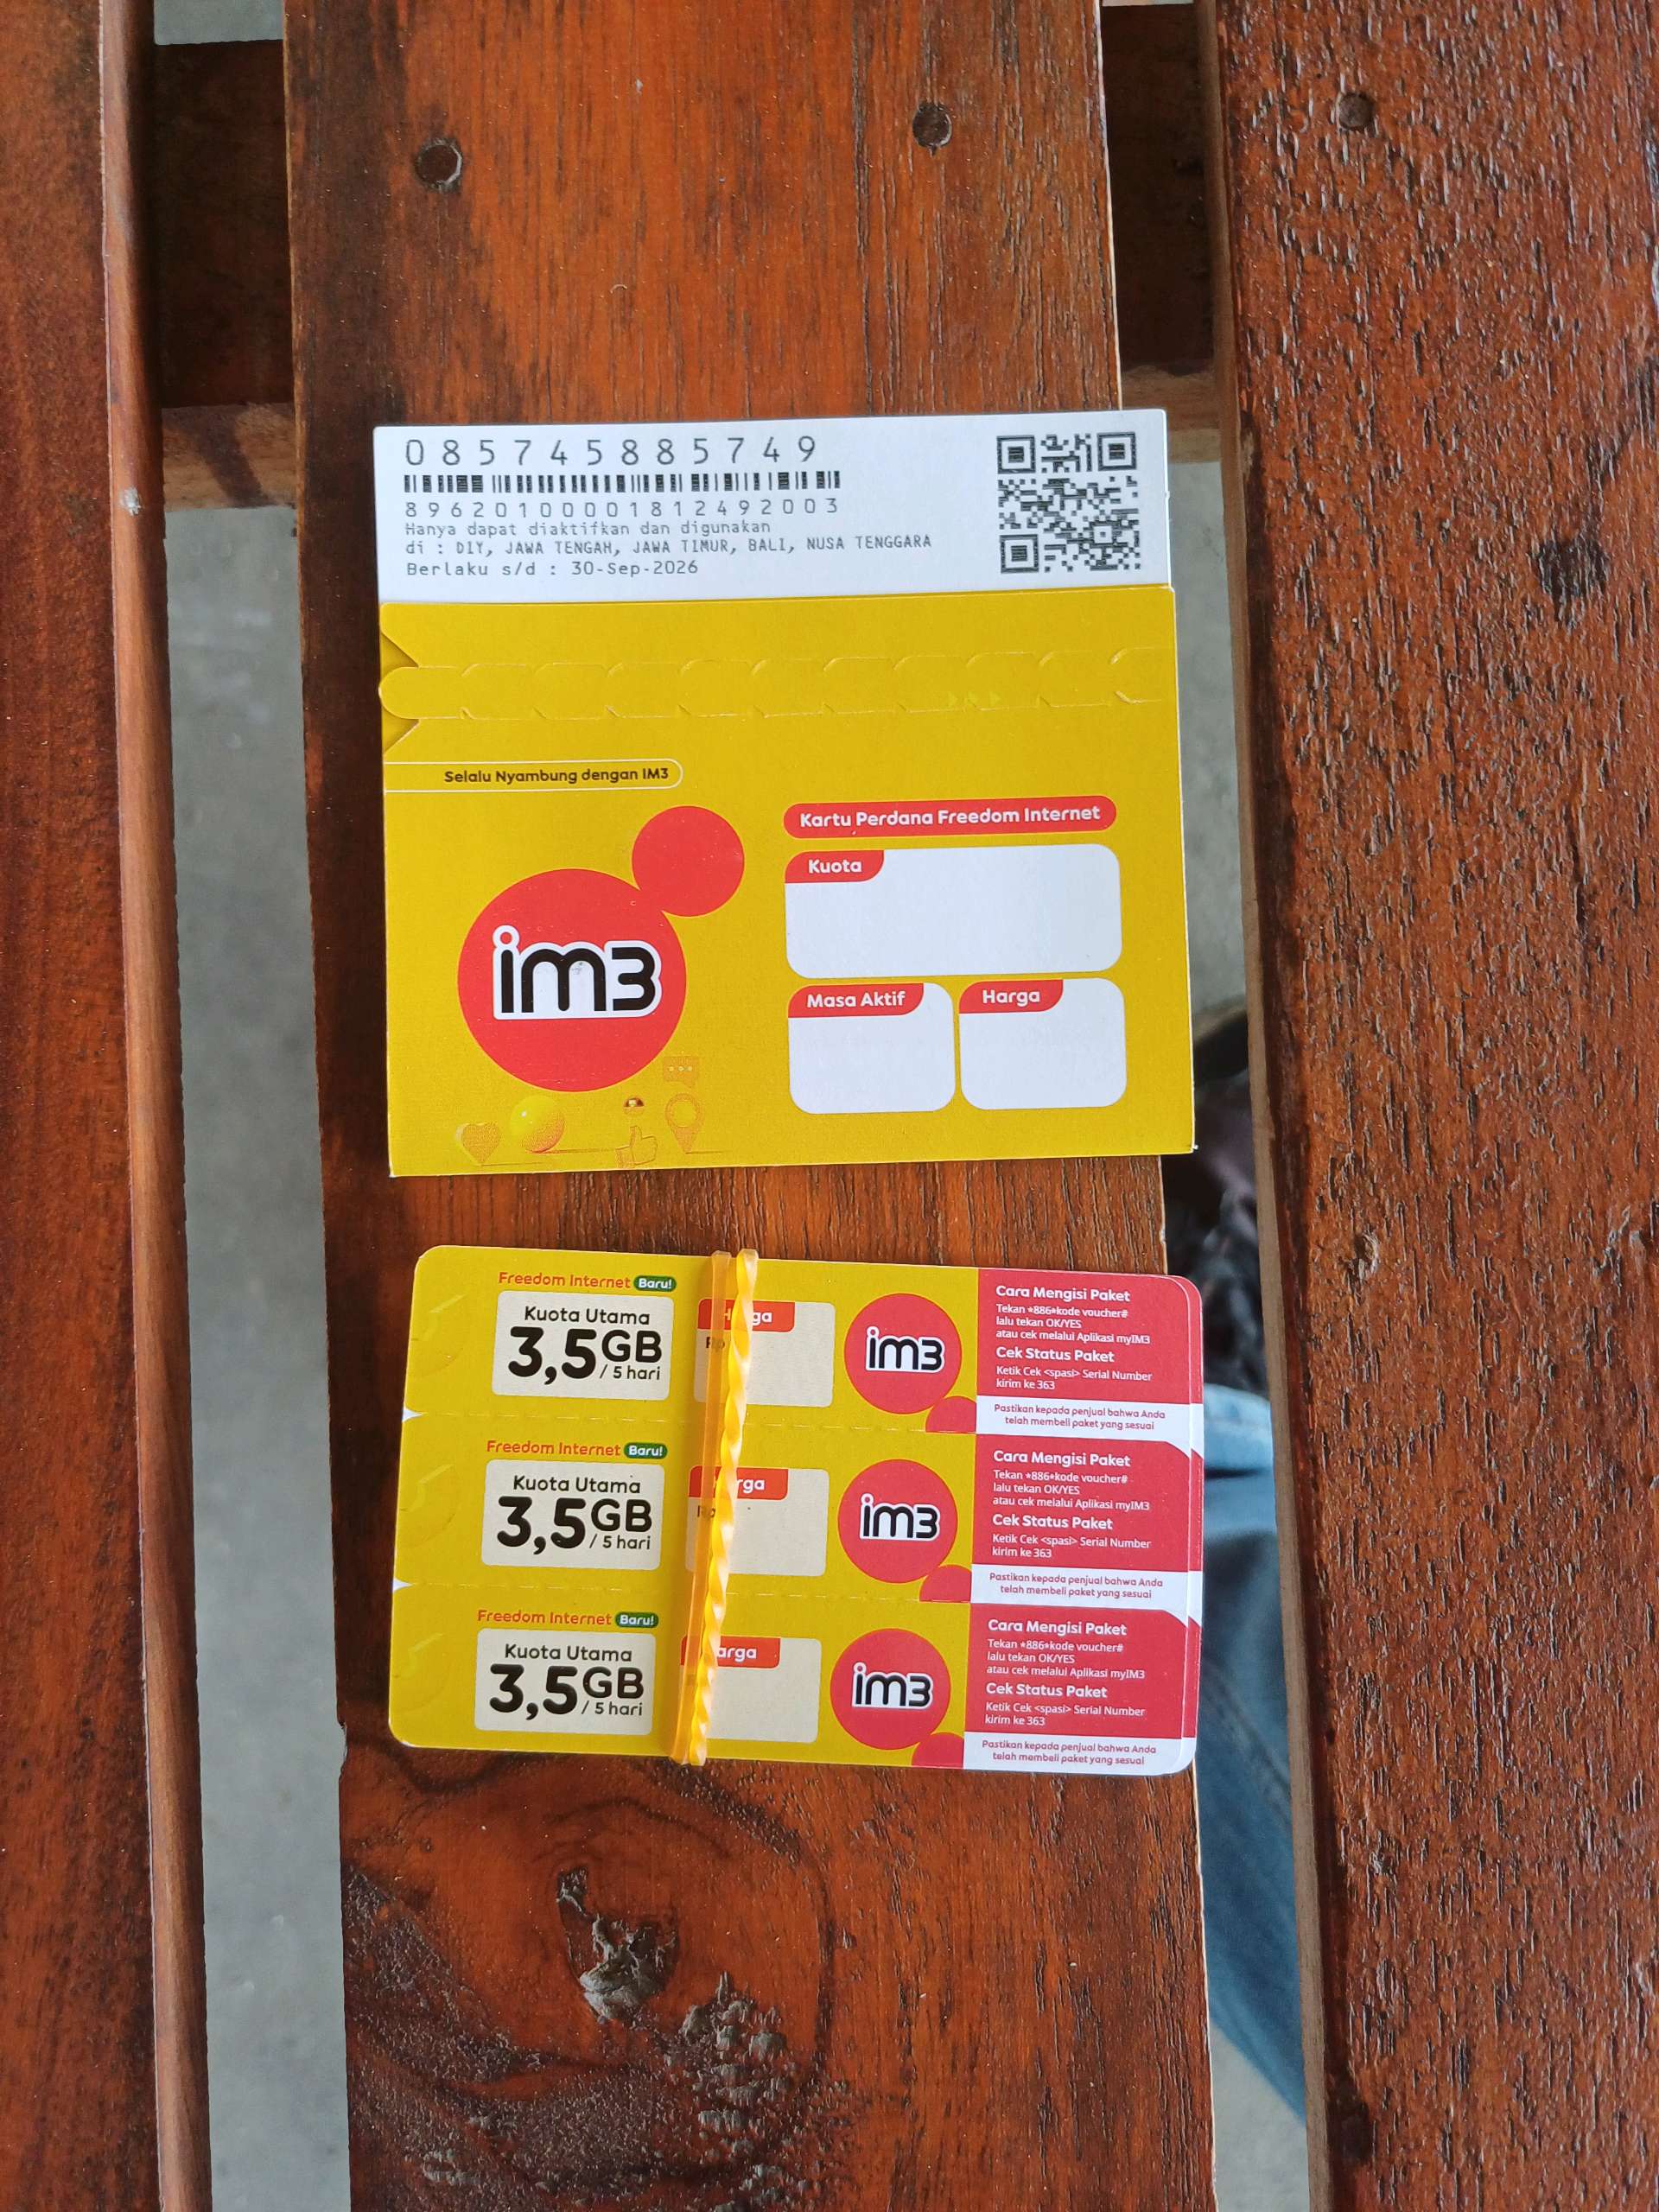 085745885749
89620100001812492003
Hanya dapat diaktifkan dan digunakan
di : DIY, JAWA TENGAH, JAWA TIMUR, BALI, NUSA TENGGARA
Berlaku s/d : 30-Sep-2026
Selalu Nyambung dengan IM3
im3
Kartu Perdana Freedom Internet
Kuota
Masa Aktif
Harga
Freedom Internet Baru!
Kuota Utama
3,5GB
/ 5 hari
Rp
im3
Cara Mengisi Paket
Tekan *886*kode voucher#
lalu tekan OK/YES
atau cek melalui Aplikasi myIM3
Cek Status Paket
Ketik Cek <spasi> Serial Number
kirim ke 363
Pastikan kepada penjual bahwa Anda
telah membeli paket yang sesuai
Freedom Internet Baru!
Kuota Utama
3,5GB
/ 5 hari
Rp
im3
Cara Mengisi Paket
Tekan *886*kode voucher#
lalu tekan OK/YES
atau cek melalui Aplikasi myIM3
Cek Status Paket
Ketik Cek <spasi> Serial Number
kirim ke 363
Pastikan kepada penjual bahwa Anda
telah membeli paket yang sesuai
Freedom Internet Baru!
Kuota Utama
3,5GB
/ 5 hari
im3
Cara Mengisi Paket
Tekan *886*kode voucher#
lalu tekan OK/YES
atau cek melalui Aplikasi myIM3
Cek Status Paket
Ketik Cek <spasi> Serial Number
kirim ke 363
Pastikan kepada penjual bahwa Anda
telah membeli paket yang sesuai